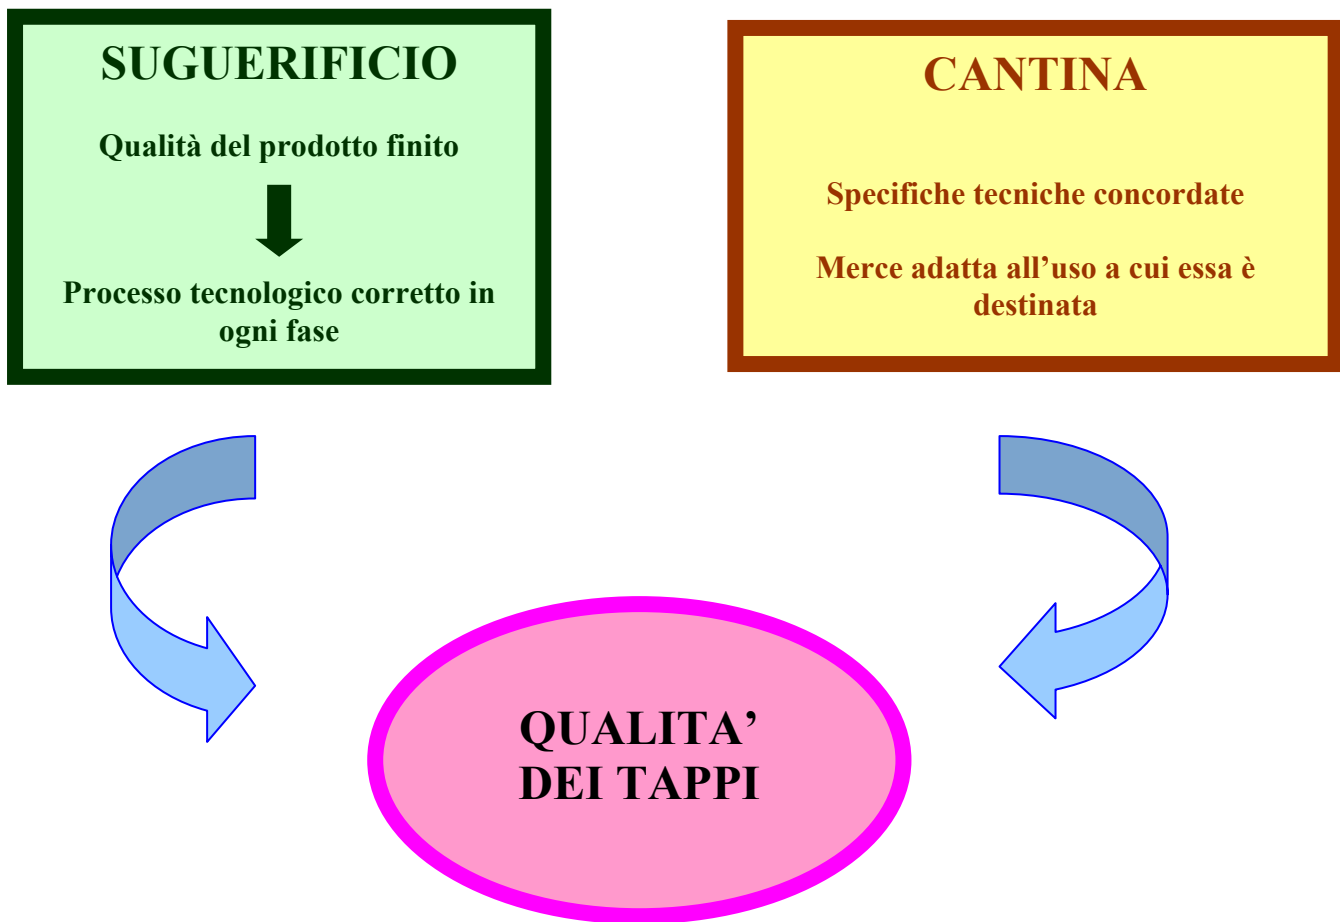 SUGUERIFICIO
Qualità del prodotto finito
Processo tecnologico corretto in
ogni fase
CANTINA
Specifiche tecniche concordate
Merce adatta all’uso a cui essa è
destinata
QUALITA’
DEI TAPPI